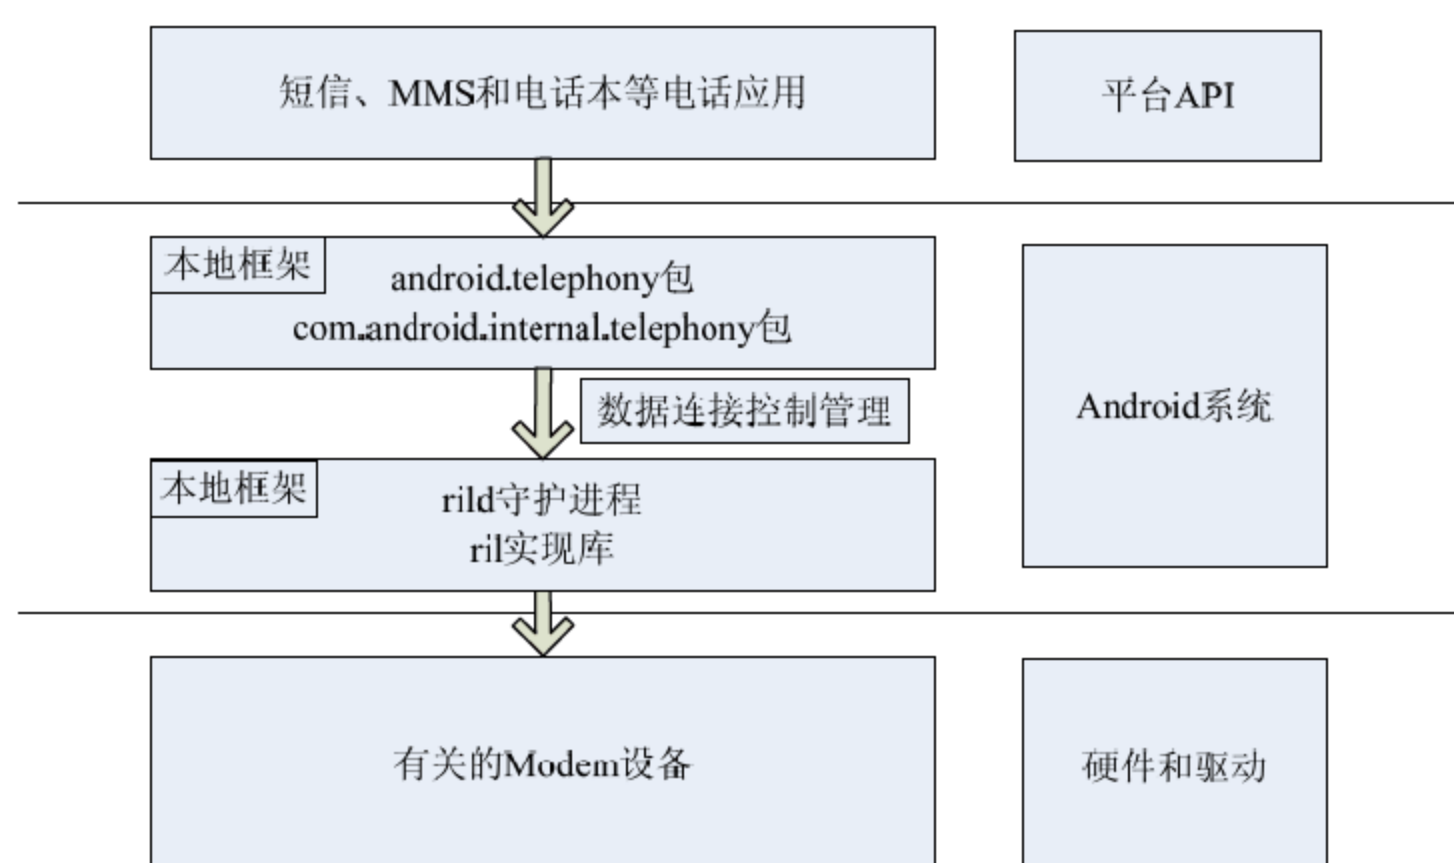 短信、MMS和电话本等电话应用
平台API
本地框架
android.telephony包
com.android.internal.telephony包
数据连接控制管理
Android系统
本地框架
rild守护进程
ril实现库
有关的Modem设备
硬件和驱动